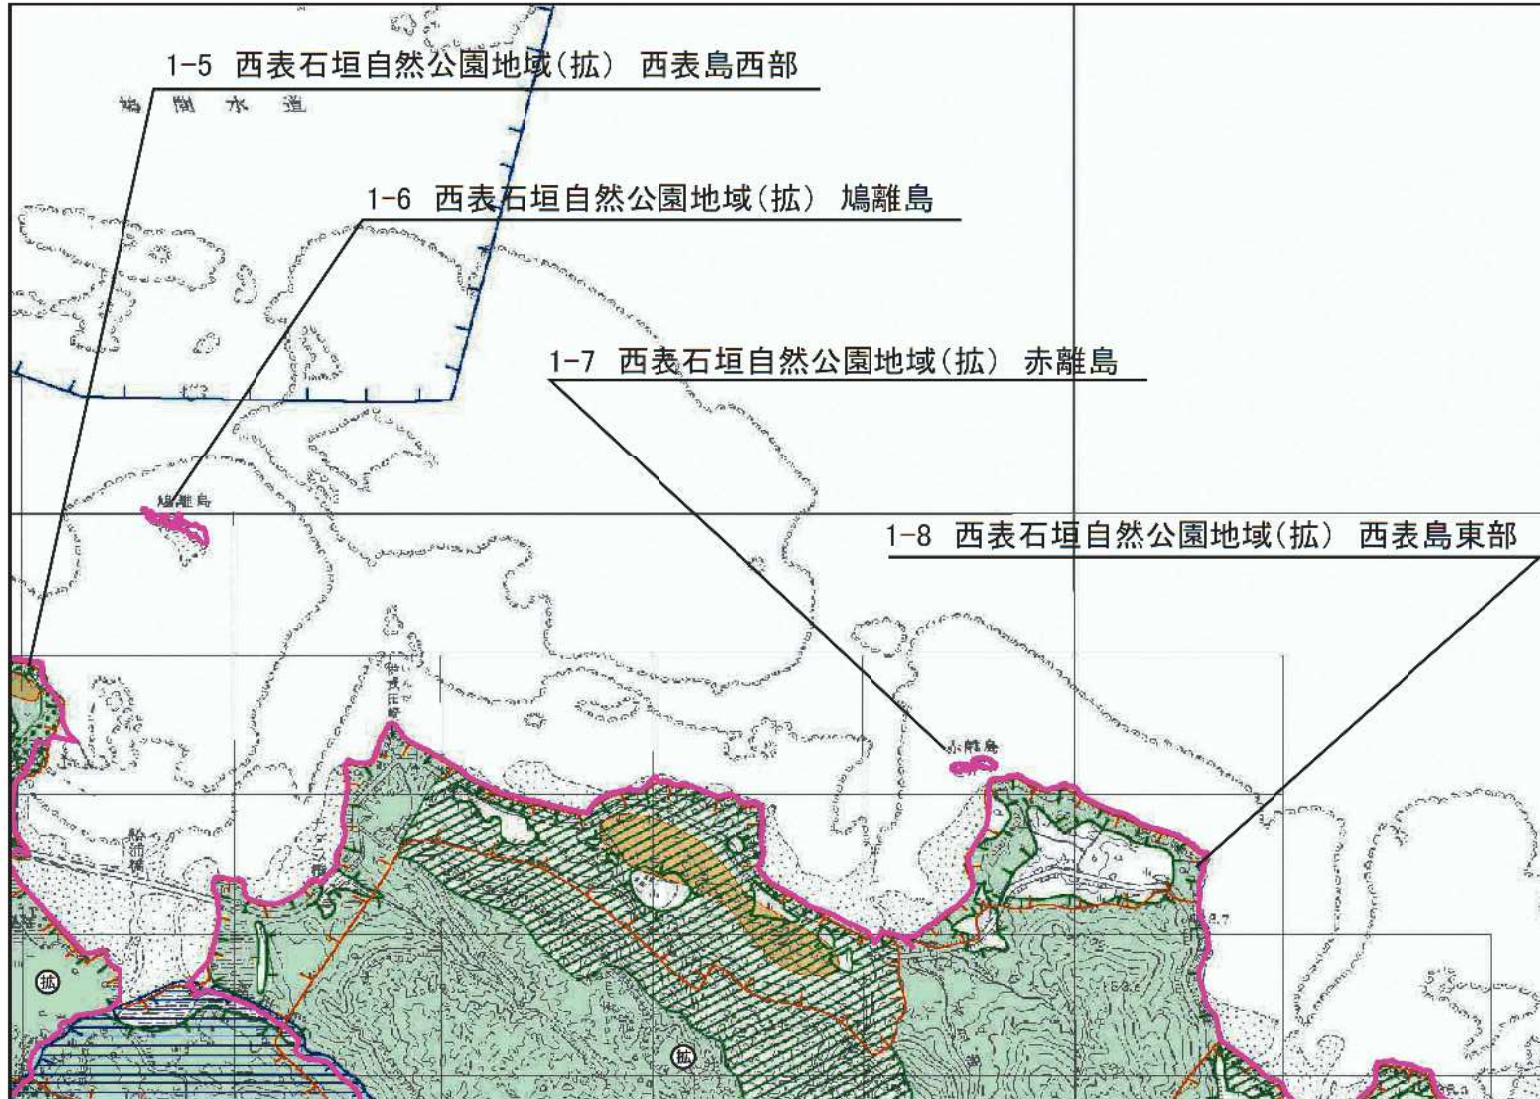 1-5 西表石垣自然公園地域(拡) 西表島西部
1-6 西表石垣自然公園地域(拡) 鳩離島
1-7 西表石垣自然公園地域(拡) 赤離島
鳩離島
1-8 西表石垣自然公園地域(拡) 西表島東部
赤離島
拡
拡